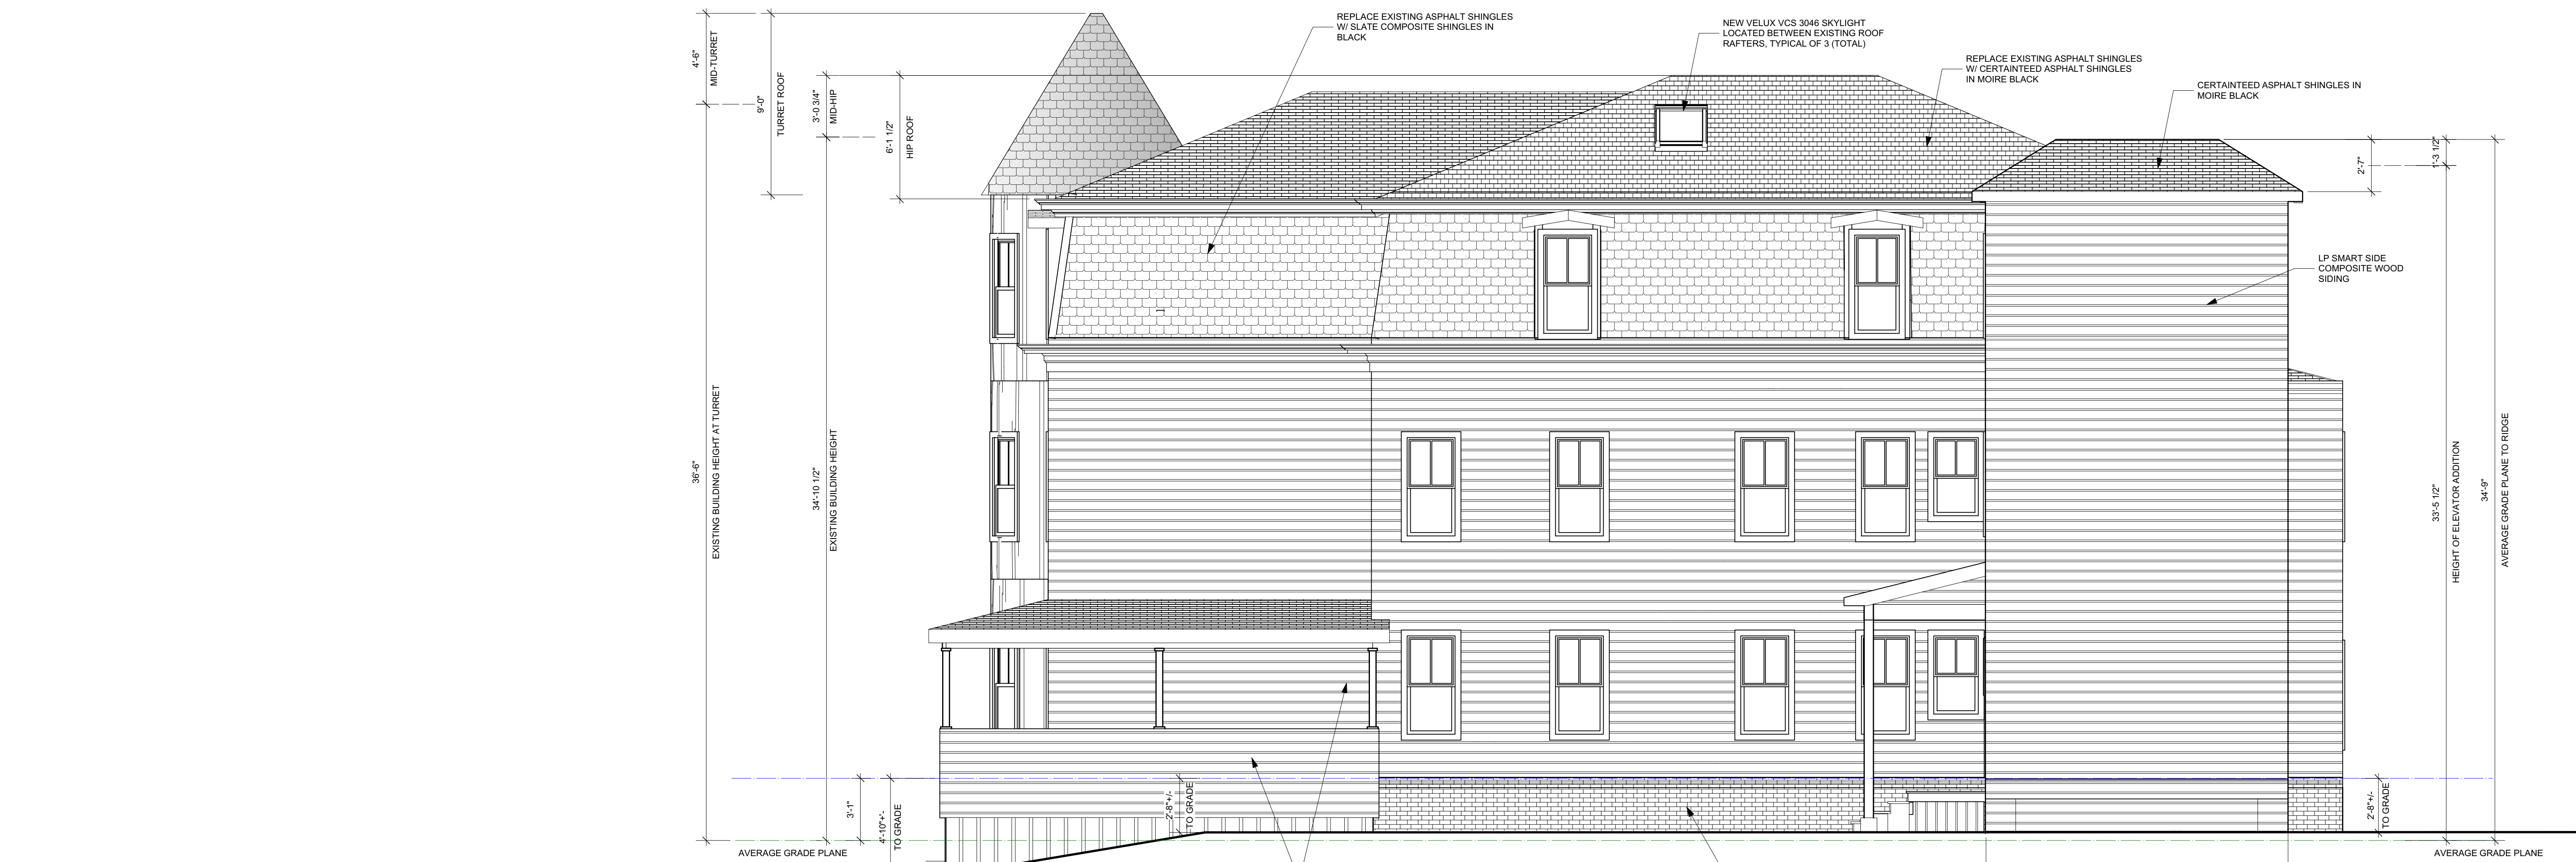 REPLACE EXISTING ASPHALT SHINGLES
W/ SLATE COMPOSITE SHINGLES IN
BLACK
NEW VELUX VCS 3046 SKYLIGHT
LOCATED BETWEEN EXISTING ROOF
RAFTERS, TYPICAL OF 3 (TOTAL)
REPLACE EXISTING ASPHALT SHINGLES
W/ CERTAINTEED ASPHALT SHINGLES
IN MOIRE BLACK
CERTAINTEED ASPHALT SHINGLES IN
MOIRE BLACK
LP SMART SIDE
COMPOSITE WOOD
SIDING
4'-6"
MID-TURRET
9'-0"
TURRET ROOF
3'-0 3/4"
MID-HIP
6'-1 1/2"
HIP ROOF
36'-6"
EXISTING BUILDING HEIGHT AT TURRET
34'-10 1/2"
EXISTING BUILDING HEIGHT
3'-1"
4'-10"+'-
TO GRADE
2'-8"+/-
TO GRADE
2'-7"
1'-3 1/2"
33'-5 1/2"
HEIGHT OF ELEVATOR ADDITION
34'-9"
AVERAGE GRADE PLANE TO RIDGE
2'-8"+/-
TO GRADE
AVERAGE GRADE PLANE
AVERAGE GRADE PLANE